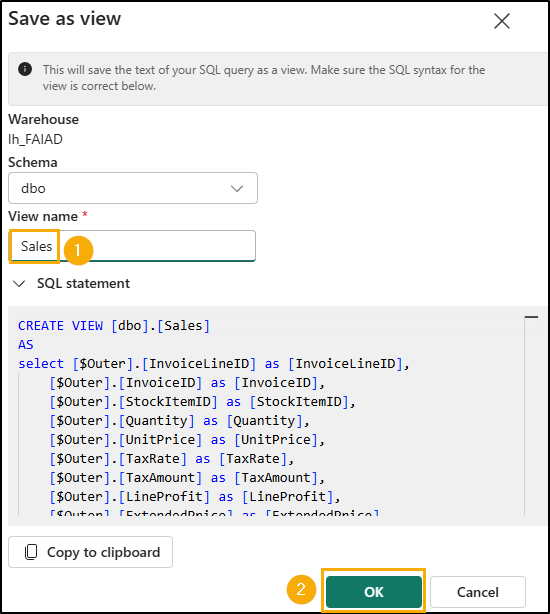 Save as view
This will save the text of your SQL query as a view. Make sure the SQL syntax for the
view is correct below.
Warehouse
lh_FAIAD
Schema
dbo
View name *
Sales
1
SQL statement
CREATE VIEW [dbo].[Sales]
AS
select [$Outer].[InvoiceLineID] as [InvoiceLineID],
[$Outer].[InvoiceID] as [InvoiceID],
[$Outer].[StockItemID] as [StockItemID],
[$Outer].[Quantity] as [Quantity],
[$Outer].[UnitPrice] as [UnitPrice],
[$Outer].[TaxRate] as [TaxRate],
[$Outer].[TaxAmount] as [TaxAmount],
[$Outer].[LineProfit] as [LineProfit],
[$Outer].[ExtendedPrice] as [ExtendedPrice]
Copy to clipboard
2
OK
Cancel